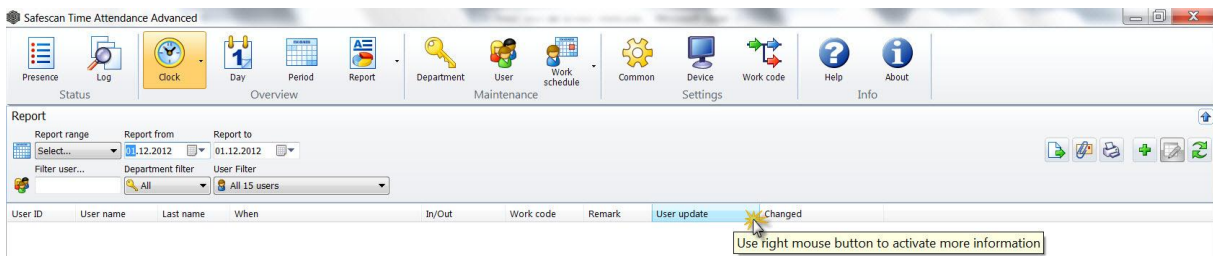 Safescan Time Attendance Advanced
Presence Log Clock 1 Day Period Report Department User Work schedule Common Device Work code Help About
Status Overview Maintenance Settings Info
Report
Report range Report from Report to
Select... 01.12.2012 01.12.2012
Filter user... Department filter User Filter
All All 15 users
User ID User name Last name When In/Out Work code Remark User update Changed
Use right mouse button to activate more information